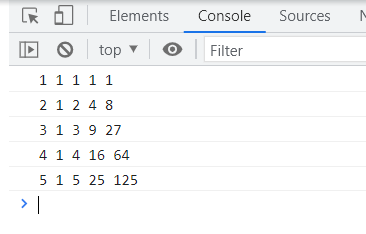 Elements Console Sources
top Filter
1 1 1 1 1
2 1 2 4 8
3 1 3 9 27
4 1 4 16 64
5 1 5 25 125